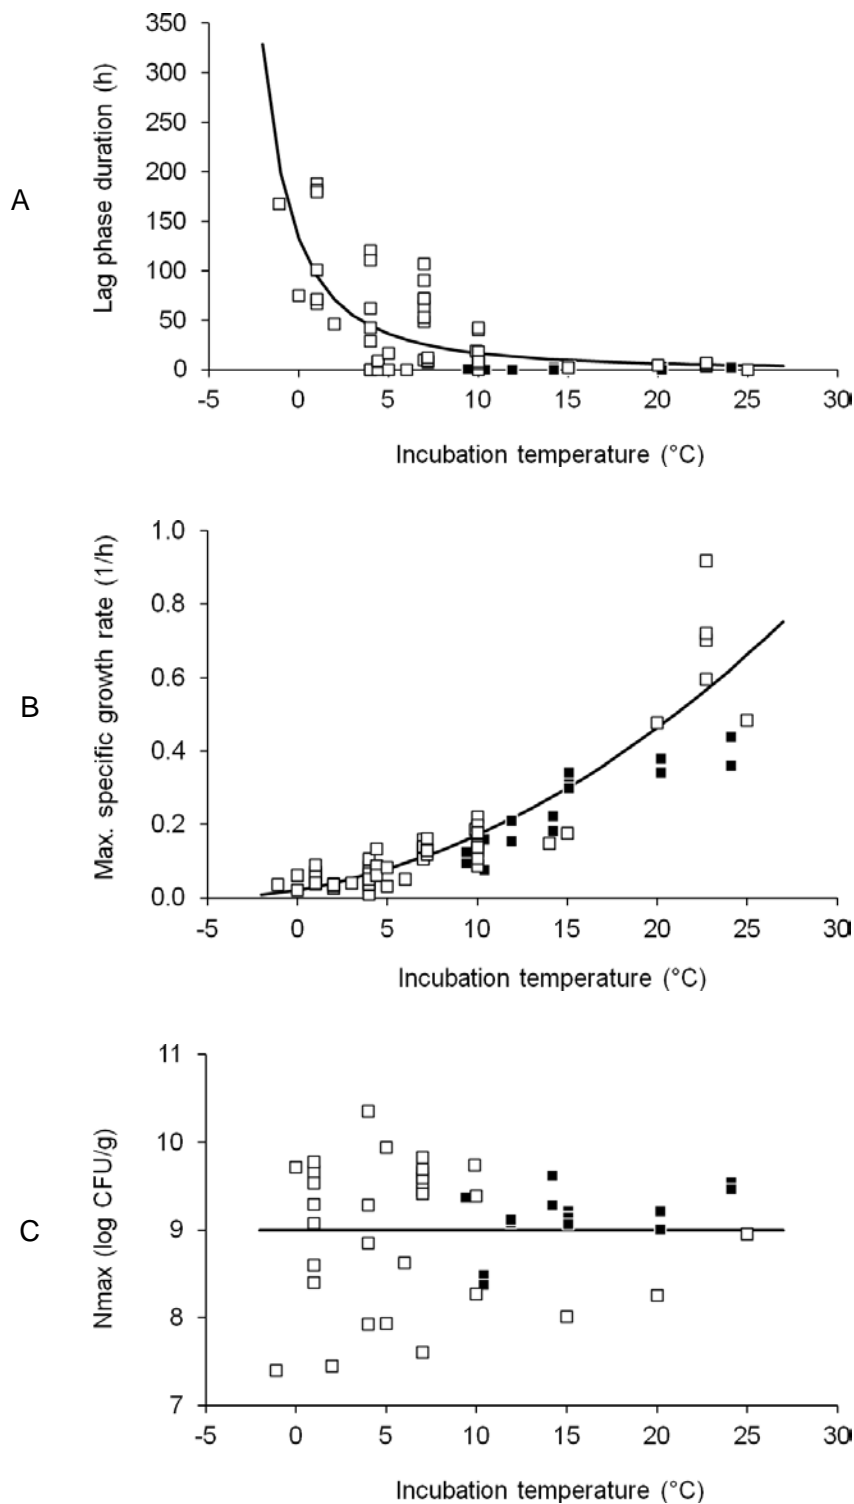 A
Lag phase duration (h)
350
300
250
200
150
100
50
0
-5 0 5 10 15 20 25 30
Incubation temperature (°C)
B
Max. specific growth rate (1/h)
1.0
0.8
0.6
0.4
0.2
0.0
-5 0 5 10 15 20 25 30
Incubation temperature (°C)
C
Nmax (log CFU/g)
11
10
9
8
7
-5 0 5 10 15 20 25 30
Incubation temperature (°C)